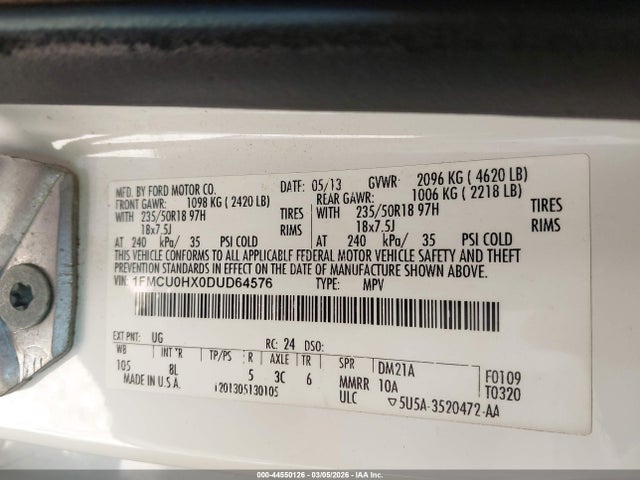 MFD. BY FORD MOTOR CO. DATE: 05/13 GVWR: 2096 KG ( 4620 LB)
FRONT GAWR: 1098 KG ( 2420 LB) REAR GAWR: 1006 KG ( 2218 LB)
WITH 235/50R18 97H TIRES WITH 235/50R18 97H TIRES
18x7.5J RIMS 18x7.5J RIMS
AT 240 kPa/ 35 PSI COLD AT 240 kPa/ 35 PSI COLD
THIS VEHICLE CONFORMS TO ALL APPLICABLE FEDERAL MOTOR VEHICLE SAFETY AND THEFT
PREVENTION STANDARDS IN EFFECT ON THE DATE OF MANUFACTURE SHOWN ABOVE.
VIN: 1FMCU0HX0DUD64576 TYPE: MPV
EXT PNT: UG RC: 24 DSO:
WB INT TR TP/PS R AXLE TR SPR DM21A F0109
105 8L 5 3C 6 MMRR 10A T0320
MADE IN U.S.A. ULC 5U5A-3520472-AA
000-44550126 - 03/05/2026 - IAA, Inc.